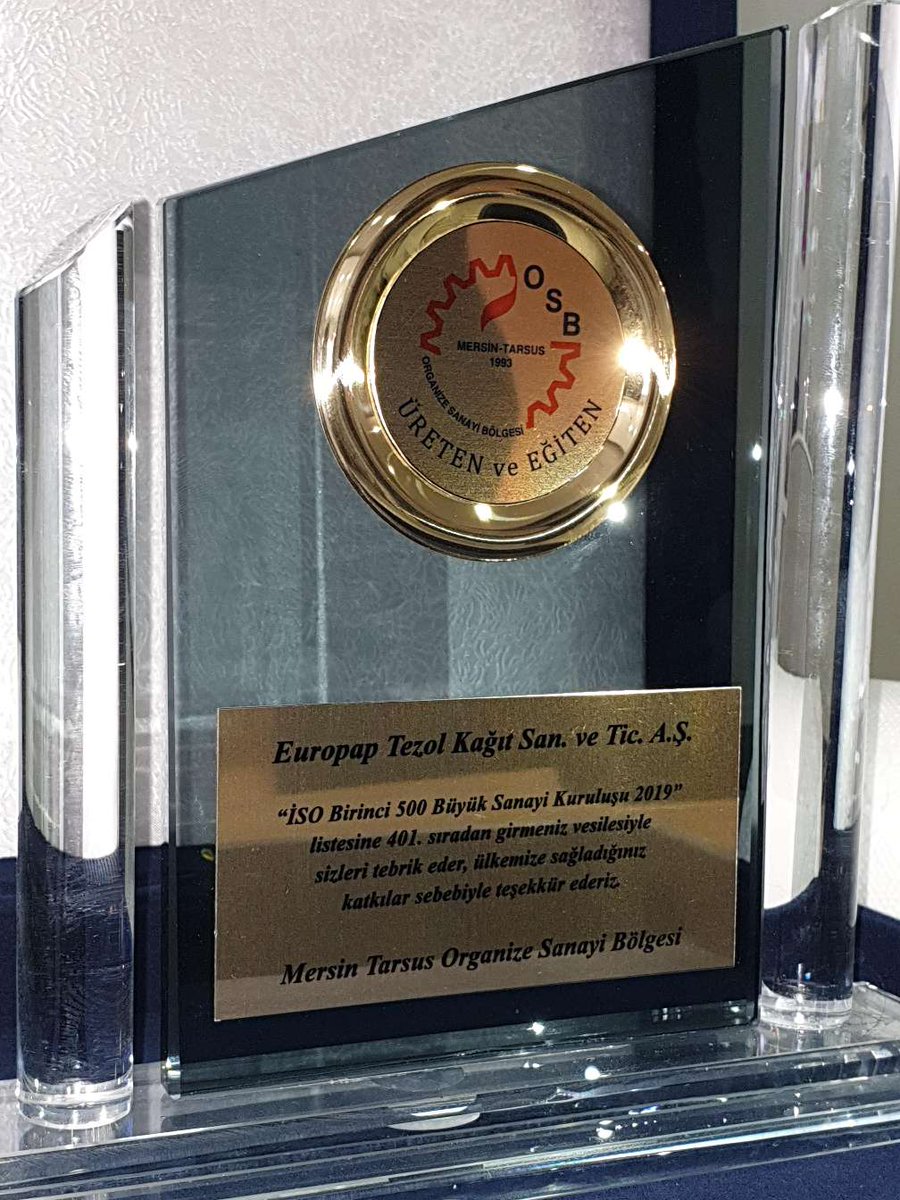 OSB
MERSİN-TARSUS
1993
ORGANİZE SANAYİ BÖLGESİ
ÜRETEN ve EĞİTEN
Europap Tezol Kağıt San. ve Tic. A.Ş.
“İSO Birinci 500 Büyük Sanayi Kuruluşu 2019”
listesine 401. sıradan girmeniz vesilesiyle
sizleri tebrik eder, ülkemize sağladığınız
katkılar sebebiyle teşekkür ederiz.
Mersin Tarsus Organize Sanayi Bölgesi